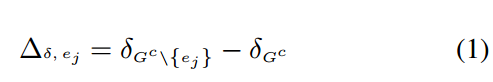 Δ_{δ, e_j} = δ_{G^c \ {e_j}} − δ_{G^c} (1)